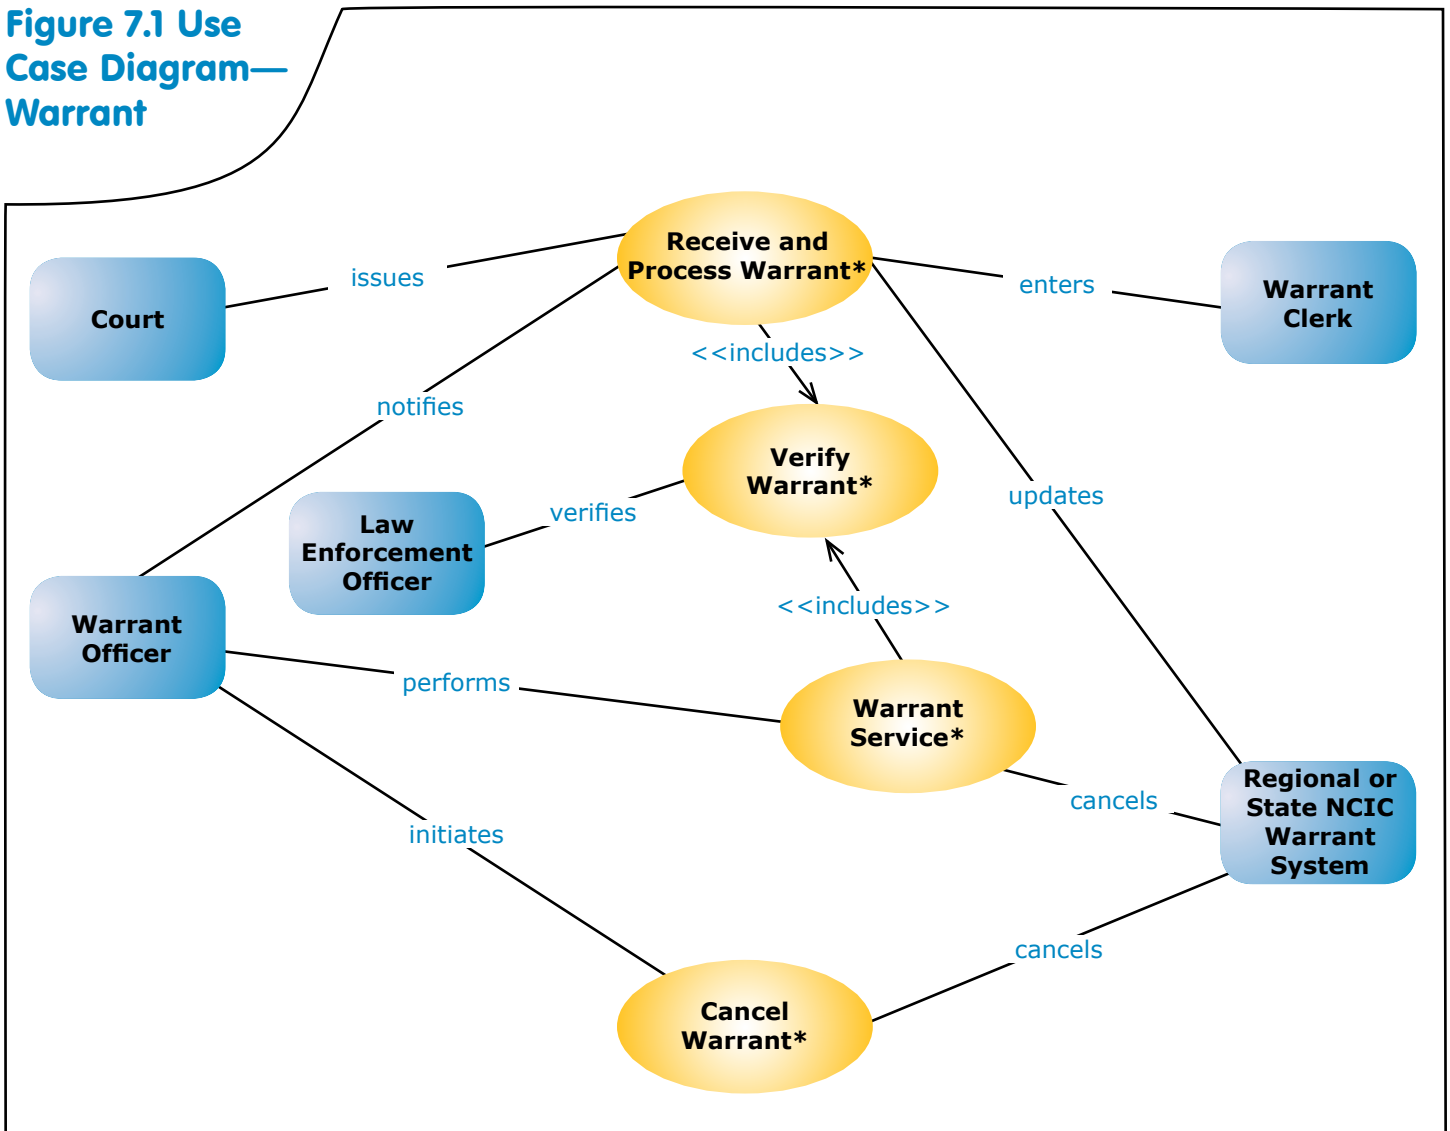 Figure 7.1 Use
Case Diagram—
Warrant
Receive and
Process Warrant*
issues
enters
Court
Warrant
Clerk
<<includes>>
notifies
Verify
Warrant*
updates
verifies
Law
Enforcement
Officer
<<includes>>
Warrant
Officer
performs
Warrant
Service*
cancels
Regional or
State NCIC
Warrant
System
initiates
cancels
Cancel
Warrant*